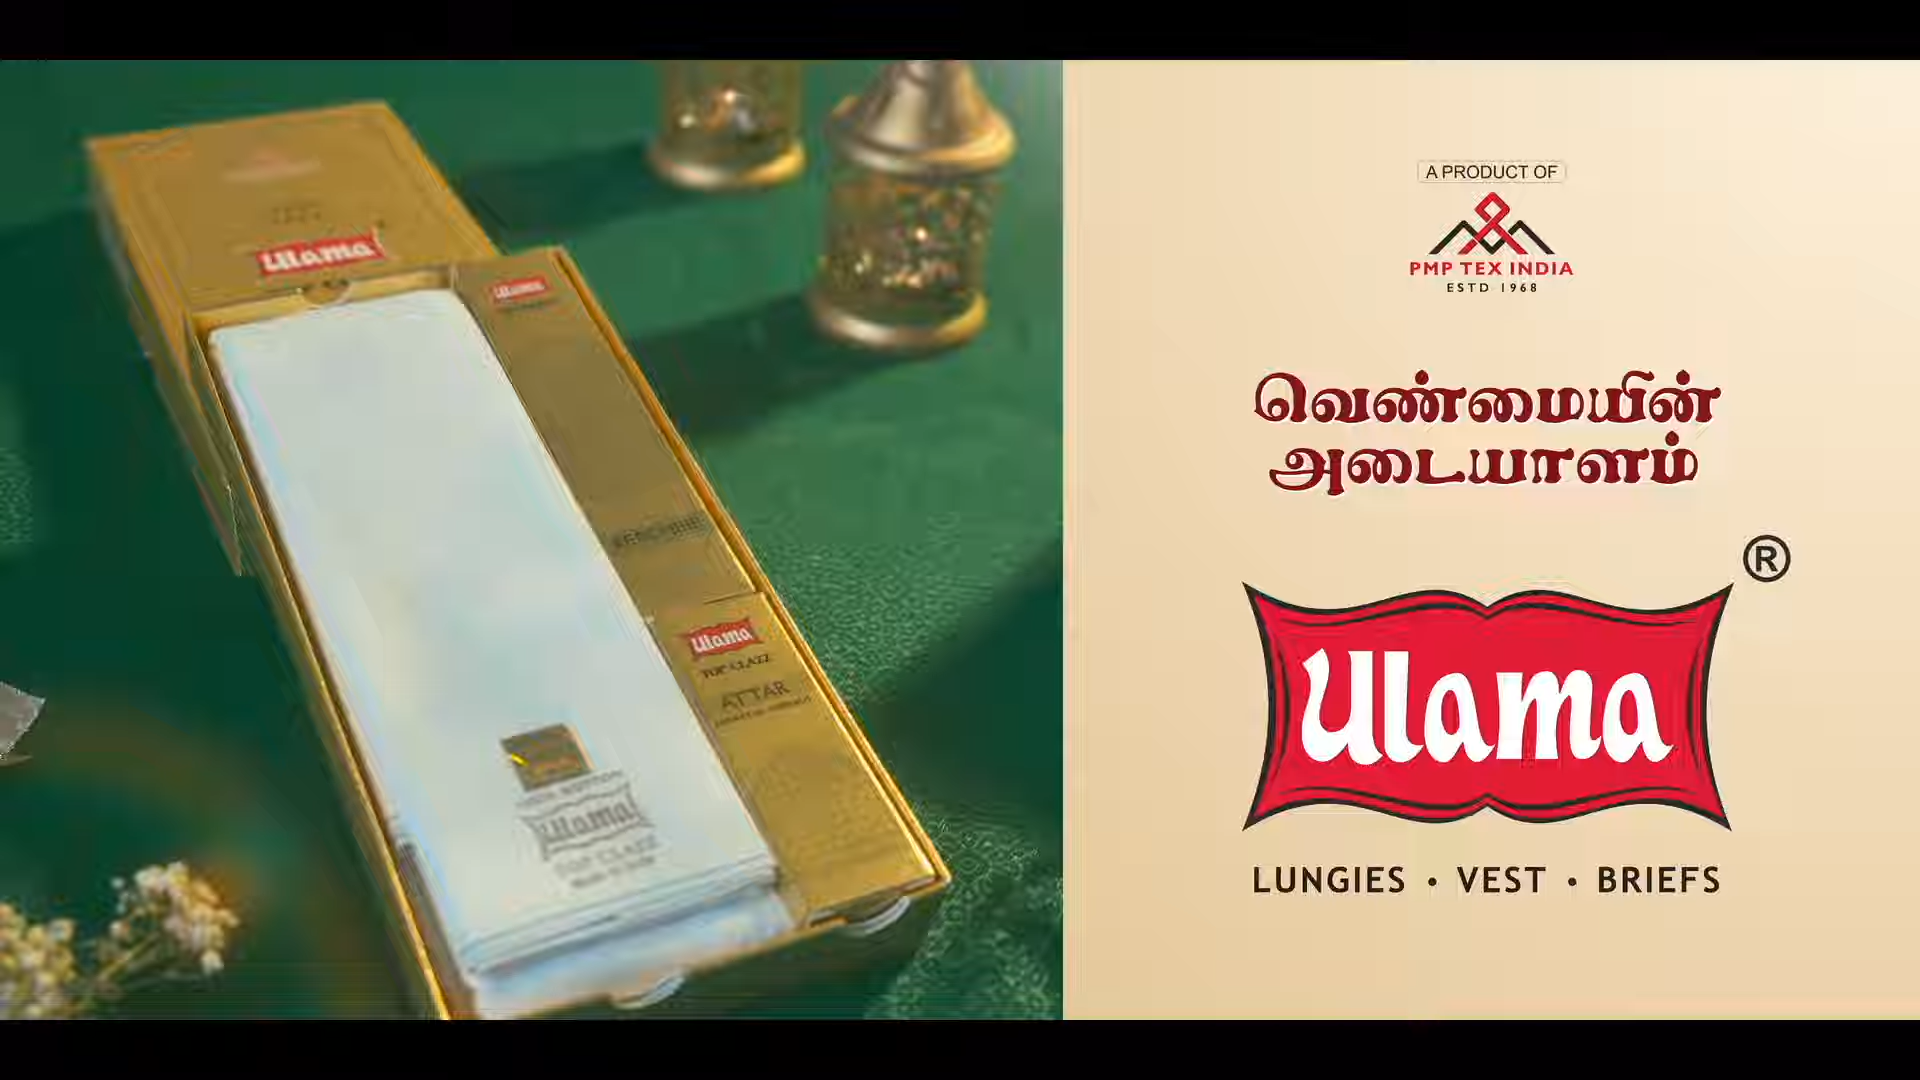 Ulama
Ulama
Ulama
TOP CLAZZ
ATTAR
Ulama
TOP CLAZZ
A PRODUCT OF
PMP TEX INDIA
ESTD 1968
வெண்மையின்
அடையாளம்
®
Ulama
LUNGIES • VEST • BRIEFS